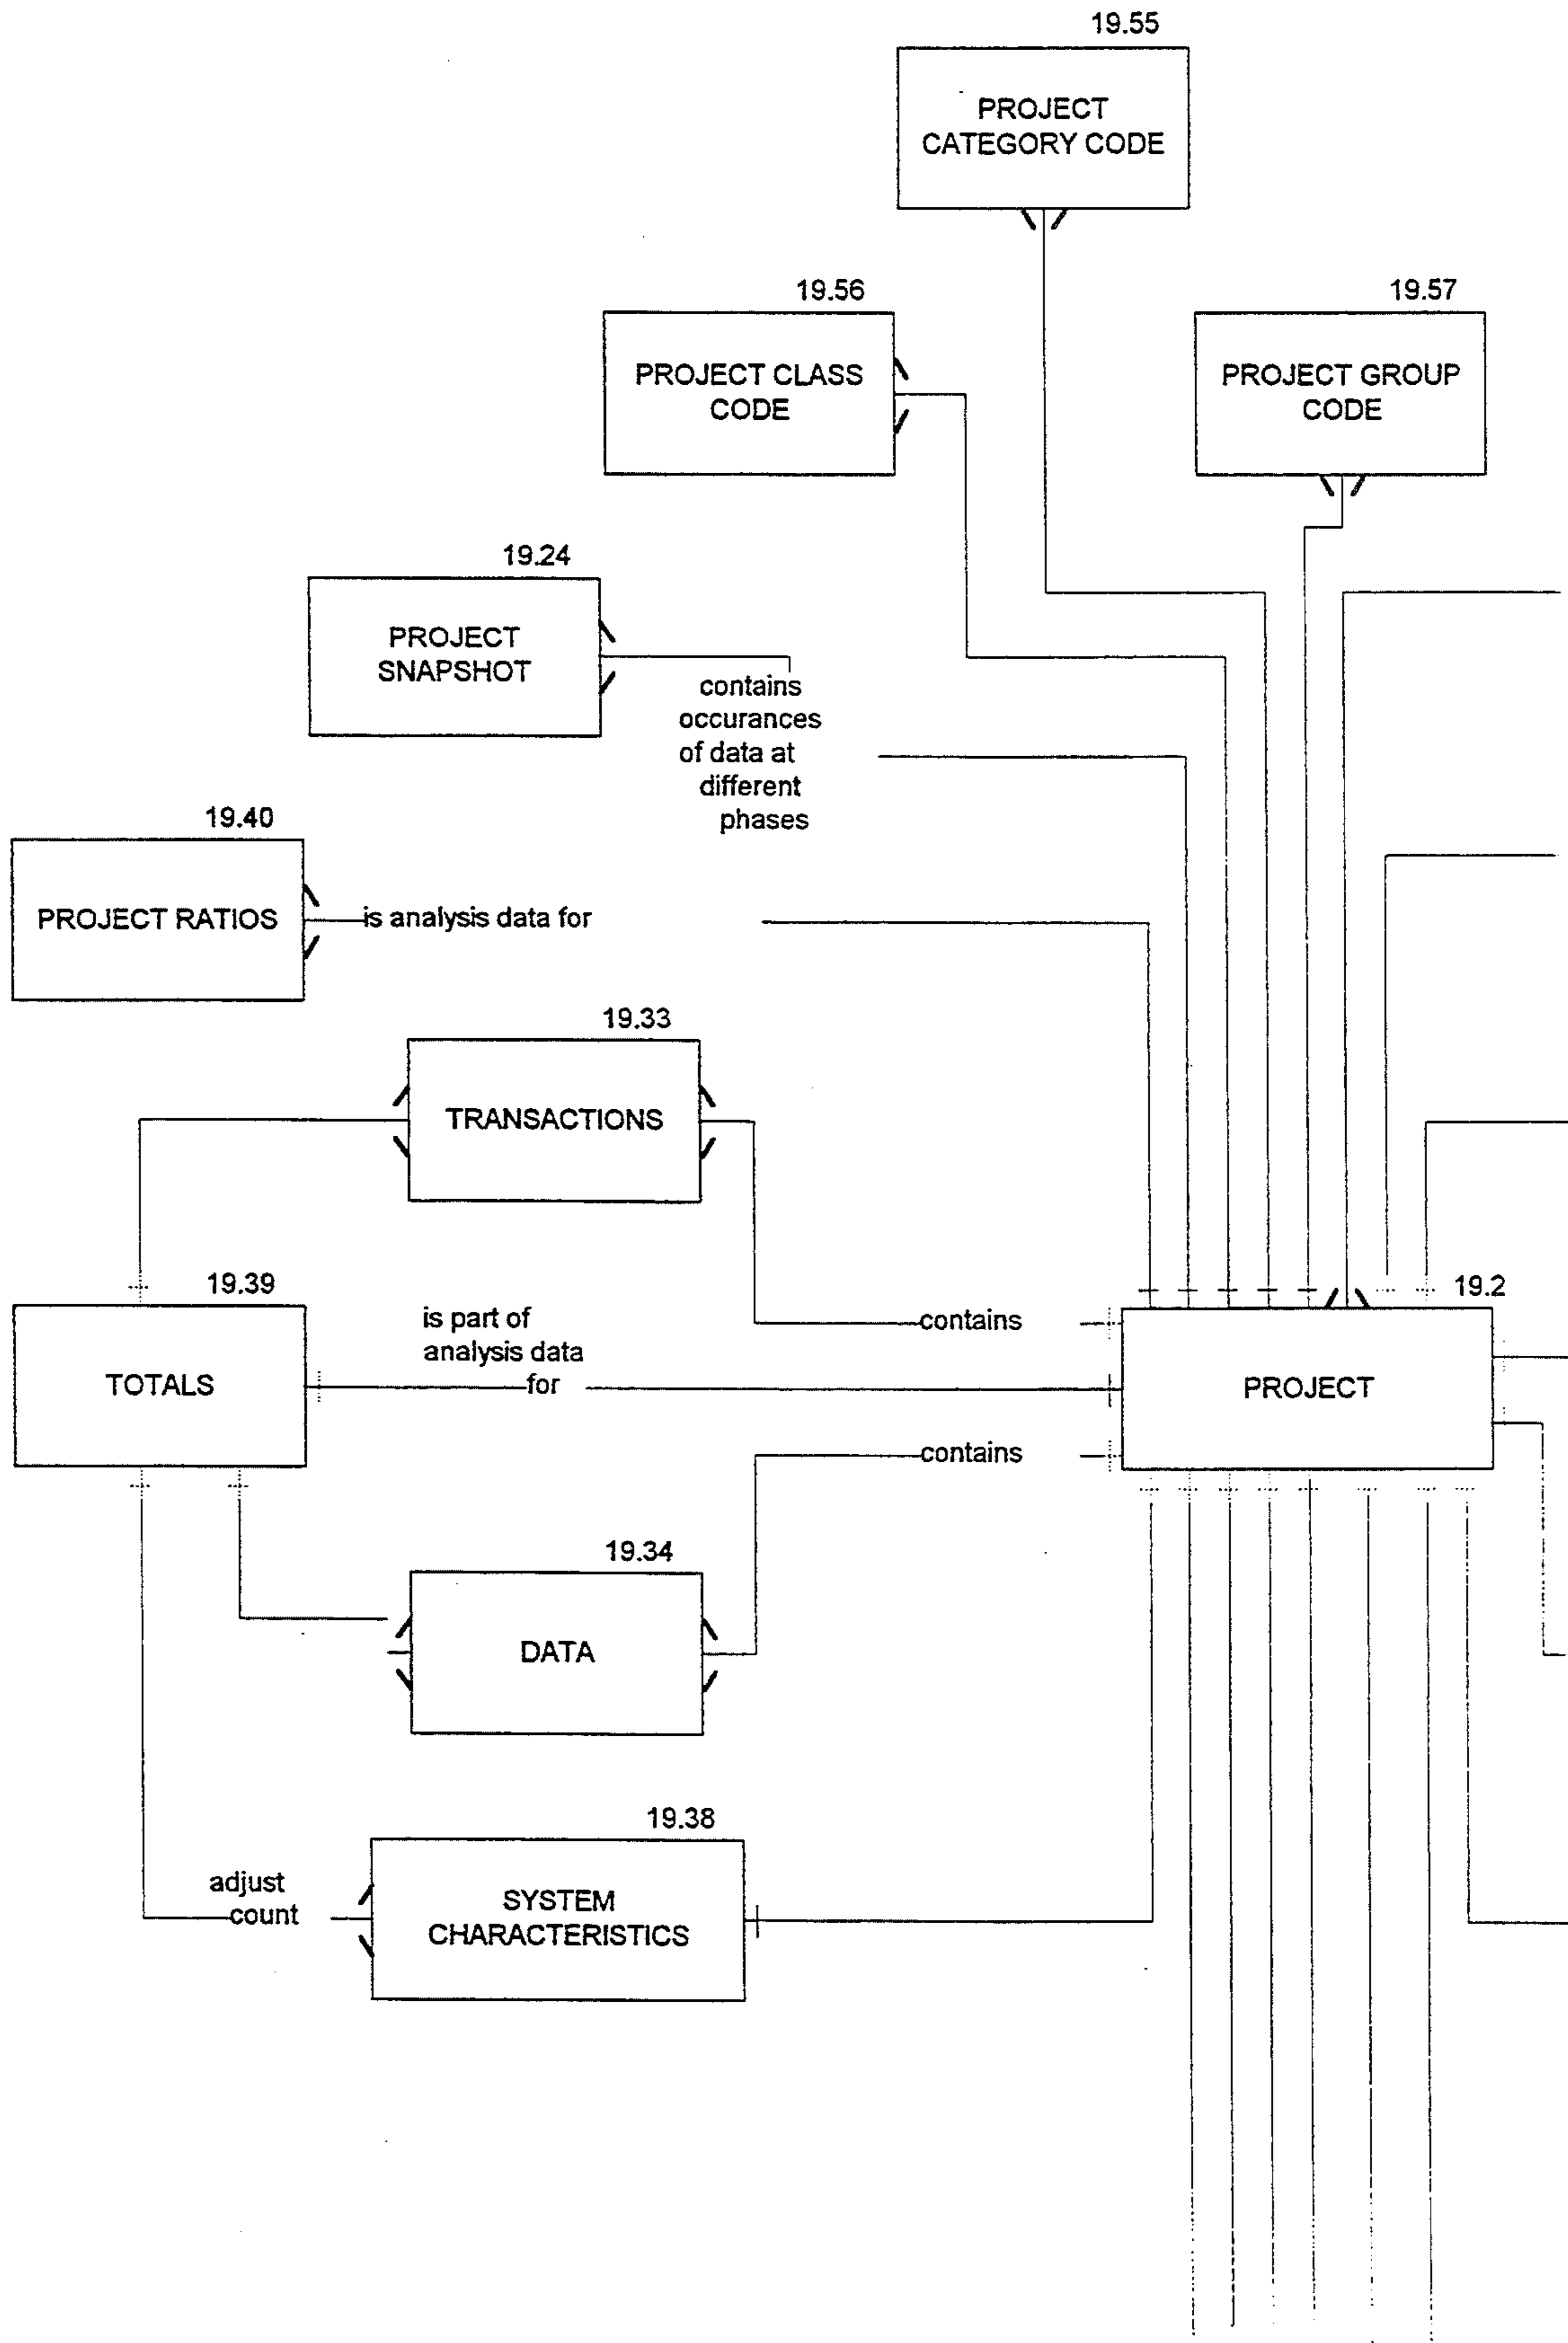 19.55
PROJECT
CATEGORY CODE
19.56
PROJECT CLASS
CODE
19.57
PROJECT GROUP
CODE
19.24
PROJECT
SNAPSHOT
contains
occurances
of data at
different
phases
19.40
PROJECT RATIOS
is analysis data for
19.33
TRANSACTIONS
19.39
TOTALS
is part of
analysis data
for
contains
19.2
PROJECT
contains
19.34
DATA
19.38
SYSTEM
CHARACTERISTICS
adjust
count